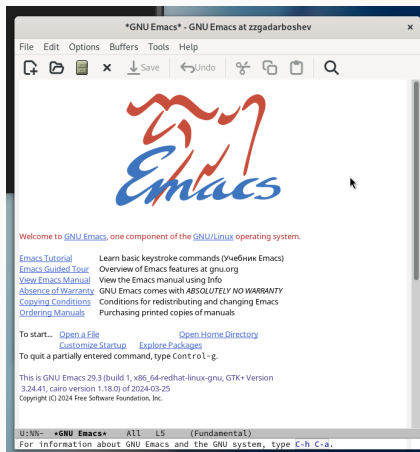 *GNU Emacs* - GNU Emacs at zzgadarboshev ×
File Edit Options Buffers Tools Help
Save Undo
Emacs
Welcome to GNU Emacs, one component of the GNU/Linux operating system.
Emacs Tutorial Learn basic keystroke commands (Учебник Emacs)
Emacs Guided Tour Overview of Emacs features at gnu.org
View Emacs Manual View the Emacs manual using Info
Absence of Warranty GNU Emacs comes with ABSOLUTELY NO WARRANTY
Copying Conditions Conditions for redistributing and changing Emacs
Ordering Manuals Purchasing printed copies of manuals
To start... Open a File Open Home Directory
Customize Startup Explore Packages
To quit a partially entered command, type Control-g.
This is GNU Emacs 29.3 (build 1, x86_64-redhat-linux-gnu, GTK+ Version
3.24.41, cairo version 1.18.0) of 2024-03-25
Copyright (C) 2024 Free Software Foundation, Inc.
U:%%- *GNU Emacs* All L5 (Fundamental)
For information about GNU Emacs and the GNU system, type C-h C-a.